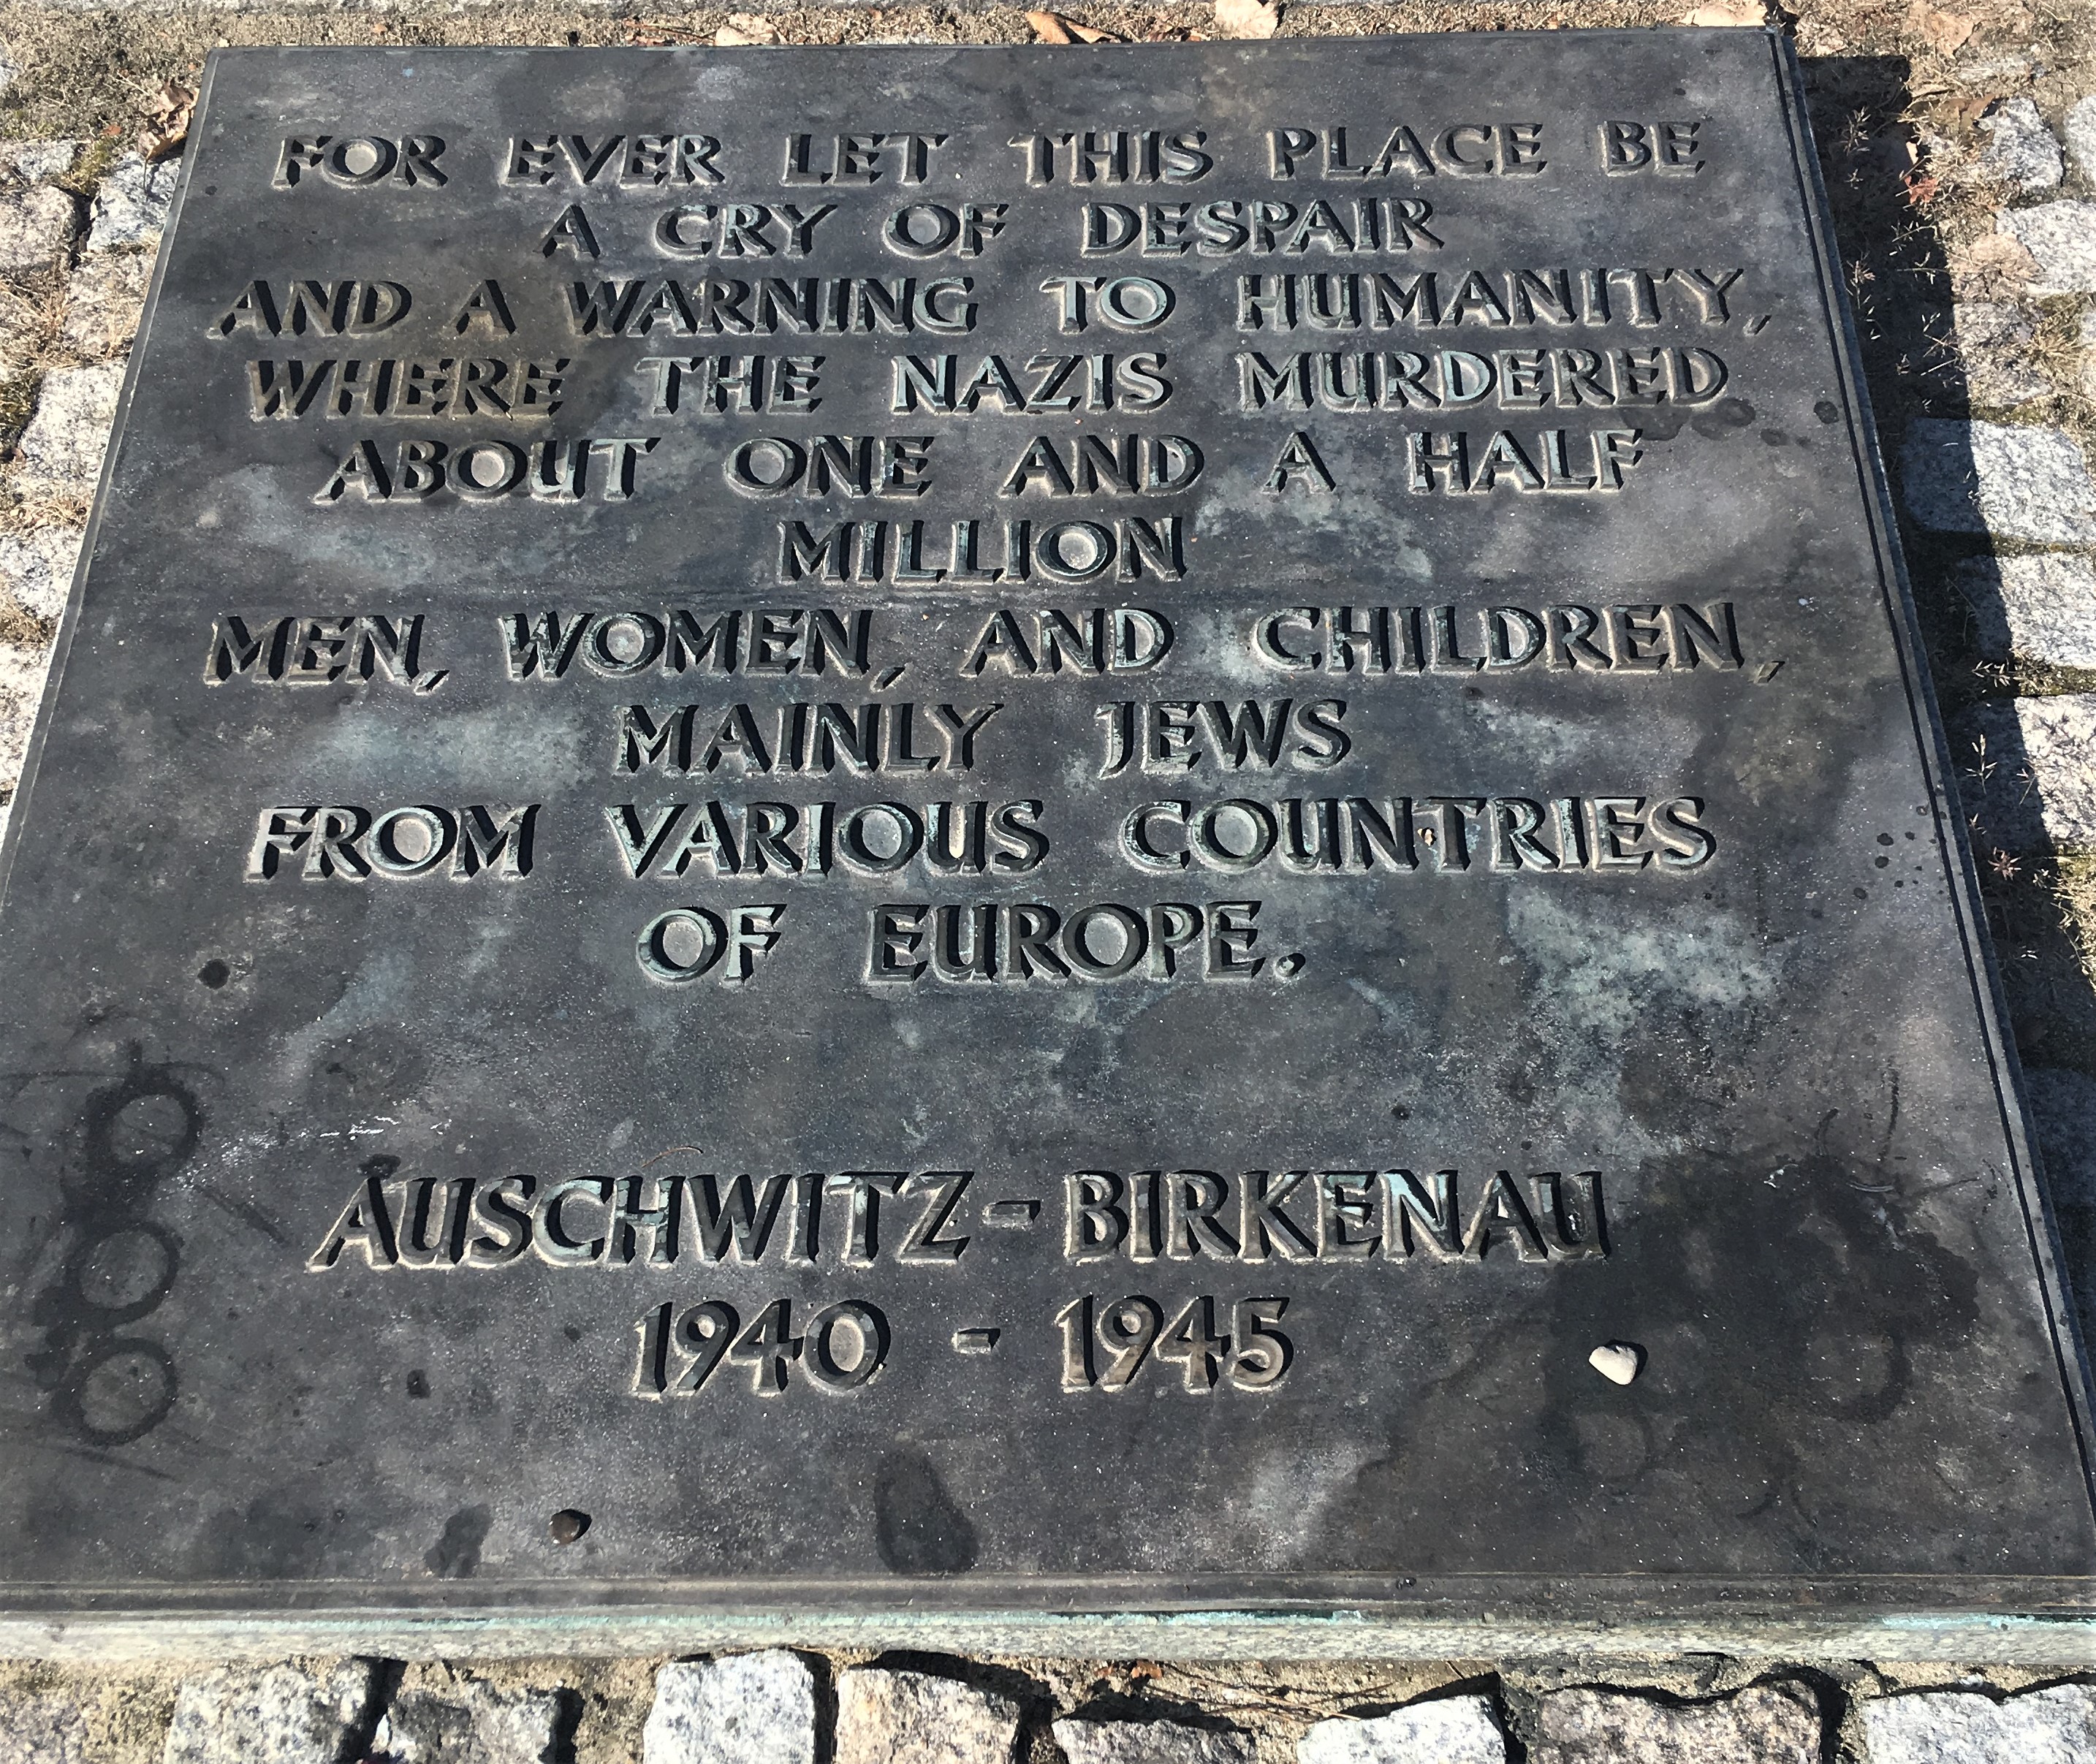 FOR EVER LET THIS PLACE BE
A CRY OF DESPAIR
AND A WARNING TO HUMANITY,
WHERE THE NAZIS MURDERED
ABOUT ONE AND A HALF
MILLION
MEN, WOMEN, AND CHILDREN,
MAINLY JEWS
FROM VARIOUS COUNTRIES
OF EUROPE.
AUSCHWITZ-BIRKENAU
1940 - 1945